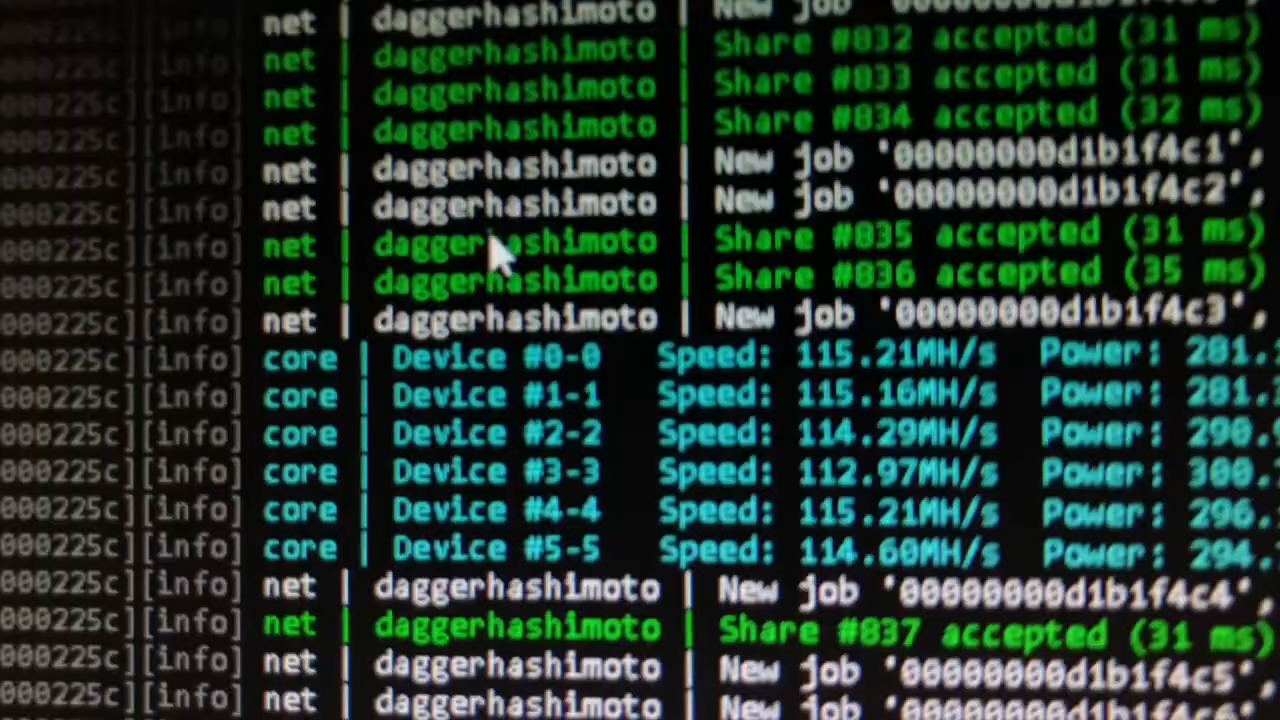 net | daggerhashimoto | New job
000225c][info] net | daggerhashimoto | Share #832 accepted (31 ms)
000225c][info] net | daggerhashimoto | Share #833 accepted (31 ms)
000225c][info] net | daggerhashimoto | Share #834 accepted (32 ms)
000225c][info] net | daggerhashimoto | New job '00000000d1b1f4c1',
000225c][info] net | daggerhashimoto | New job '00000000d1b1f4c2',
000225c][info] net | daggerhashimoto | Share #835 accepted (31 ms)
000225c][info] net | daggerhashimoto | Share #836 accepted (35 ms)
000225c][info] net | daggerhashimoto | New job '00000000d1b1f4c3',
000225c][info] core | Device #0-0 Speed: 115.21MH/s Power: 281.
000225c][info] core | Device #1-1 Speed: 115.16MH/s Power: 281.
000225c][info] core | Device #2-2 Speed: 114.29MH/s Power: 290.
000225c][info] core | Device #3-3 Speed: 112.97MH/s Power: 300.
000225c][info] core | Device #4-4 Speed: 115.21MH/s Power: 296.
000225c][info] core | Device #5-5 Speed: 114.60MH/s Power: 294.
000225c][info] net | daggerhashimoto | New job '00000000d1b1f4c4',
000225c][info] net | daggerhashimoto | Share #837 accepted (31 ms)
000225c][info] net | daggerhashimoto | New job '00000000d1b1f4c5',
000225c][info] net | daggerhashimoto | New job '00000000d1b1f4c6',